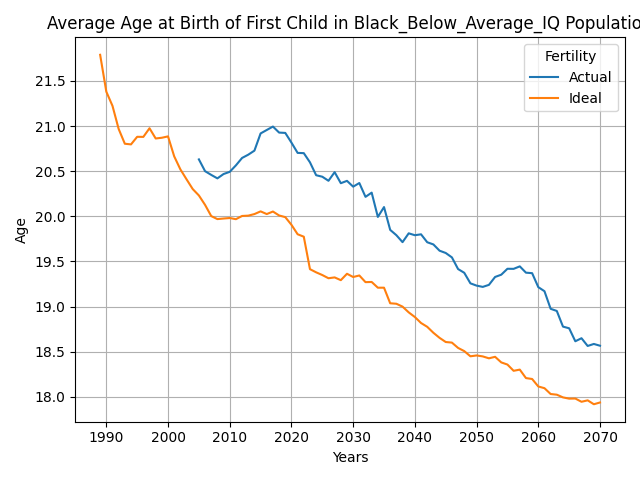 Average Age at Birth of First Child in Black_Below_Average_IQ Populatio
Fertility
Actual
Ideal
21.5
21.0
20.5
20.0
19.5
19.0
18.5
18.0
Age
1990 2000 2010 2020 2030 2040 2050 2060 2070
Years